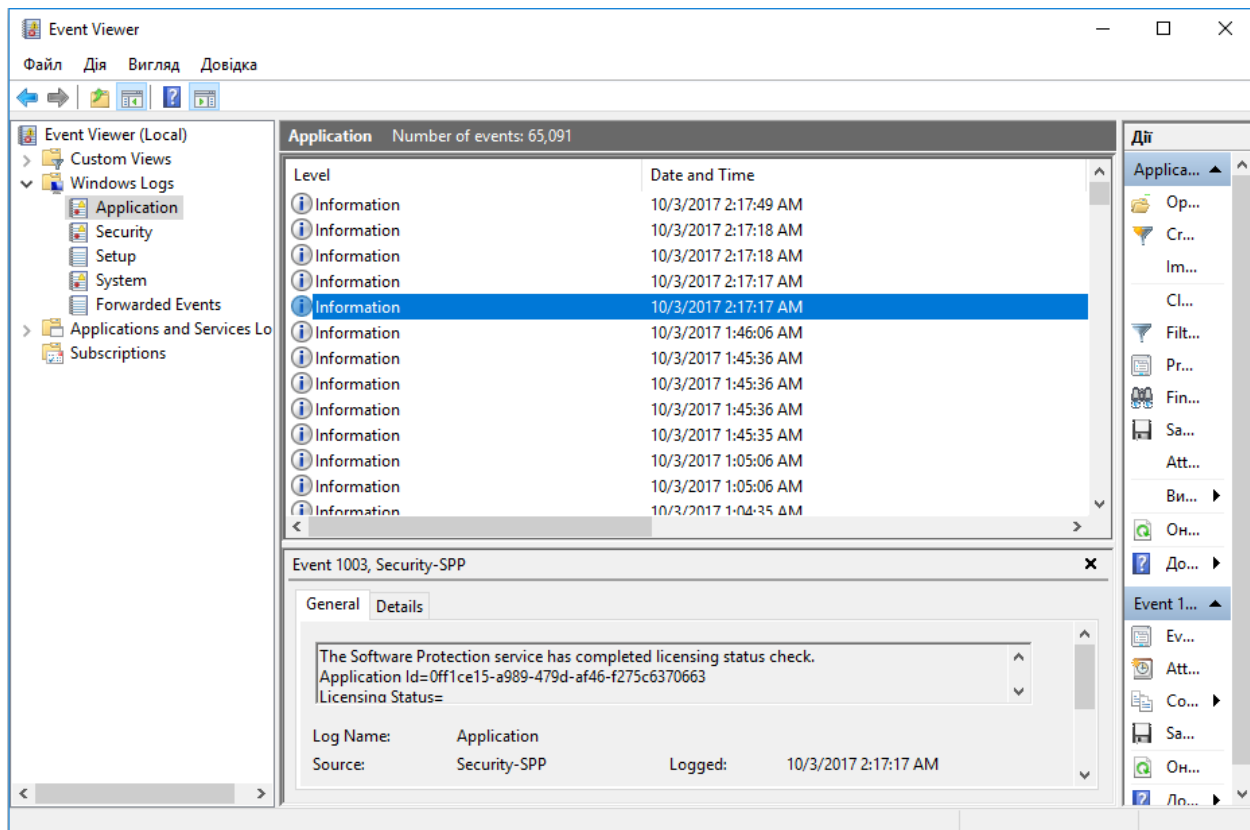 Event Viewer
Файл Дія Вигляд Довідка
Event Viewer (Local)
Custom Views
Windows Logs
Application
Security
Setup
System
Forwarded Events
Applications and Services Lo
Subscriptions
Application Number of events: 65,091
Level Date and Time
Information 10/3/2017 2:17:49 AM
Information 10/3/2017 2:17:18 AM
Information 10/3/2017 2:17:18 AM
Information 10/3/2017 2:17:17 AM
Information 10/3/2017 2:17:17 AM
Information 10/3/2017 1:46:06 AM
Information 10/3/2017 1:45:36 AM
Information 10/3/2017 1:45:36 AM
Information 10/3/2017 1:45:36 AM
Information 10/3/2017 1:45:35 AM
Information 10/3/2017 1:05:06 AM
Information 10/3/2017 1:05:06 AM
Information 10/3/2017 1:04:35 AM
Event 1003, Security-SPP
General Details
The Software Protection service has completed licensing status check.
Application Id=0ff1ce15-a989-479d-af46-f275c6370663
Licensing Status=
Log Name: Application
Source: Security-SPP Logged: 10/3/2017 2:17:17 AM
Дії
Applica...
Op...
Cr...
Im...
Cl...
Filt...
Pr...
Fin...
Sa...
Att...
Ви...
Он...
До...
Event 1...
Ev...
Att...
Co...
Sa...
Он...
До...